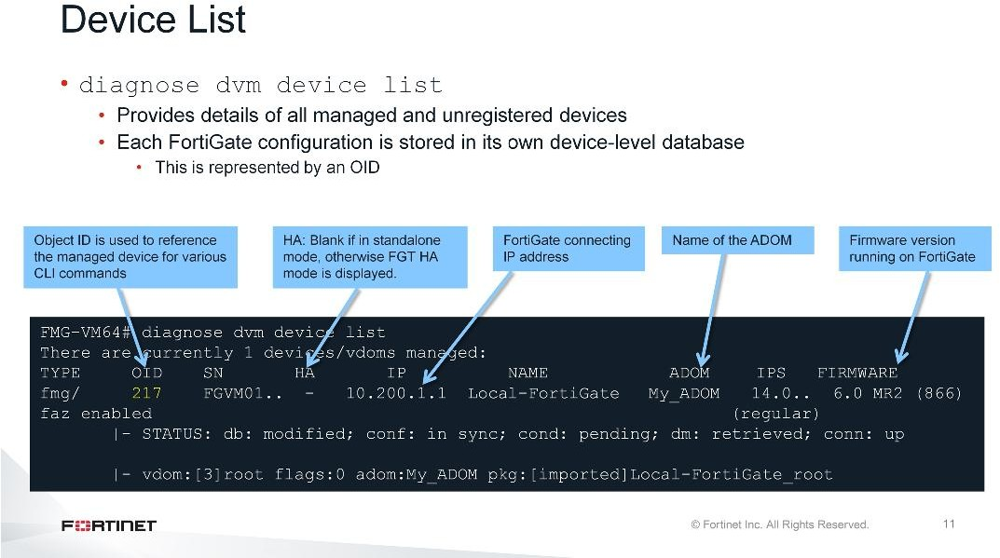 Device List
• diagnose dvm device list
• Provides details of all managed and unregistered devices
• Each FortiGate configuration is stored in its own device-level database
• This is represented by an OID
Object ID is used to reference
the managed device for various
CLI commands
HA: Blank if in standalone
mode, otherwise FGT HA
mode is displayed.
FortiGate connecting
IP address
Name of the ADOM
Firmware version
running on FortiGate
FMG-VM64# diagnose dvm device list
There are currently 1 devices/vdoms managed:
TYPE OID SN HA IP NAME ADOM IPS FIRMWARE
fmg/ 217 FGVM01.. - 10.200.1.1 Local-FortiGate My_ADOM 14.0.. 6.0 MR2 (866)
faz enabled (regular)
|- STATUS: db: modified; conf: in sync; cond: pending; dm: retrieved; conn: up
|- vdom:[3]root flags:0 adom:My_ADOM pkg:[imported]Local-FortiGate_root
FORTINET
© Fortinet Inc. All Rights Reserved.
11